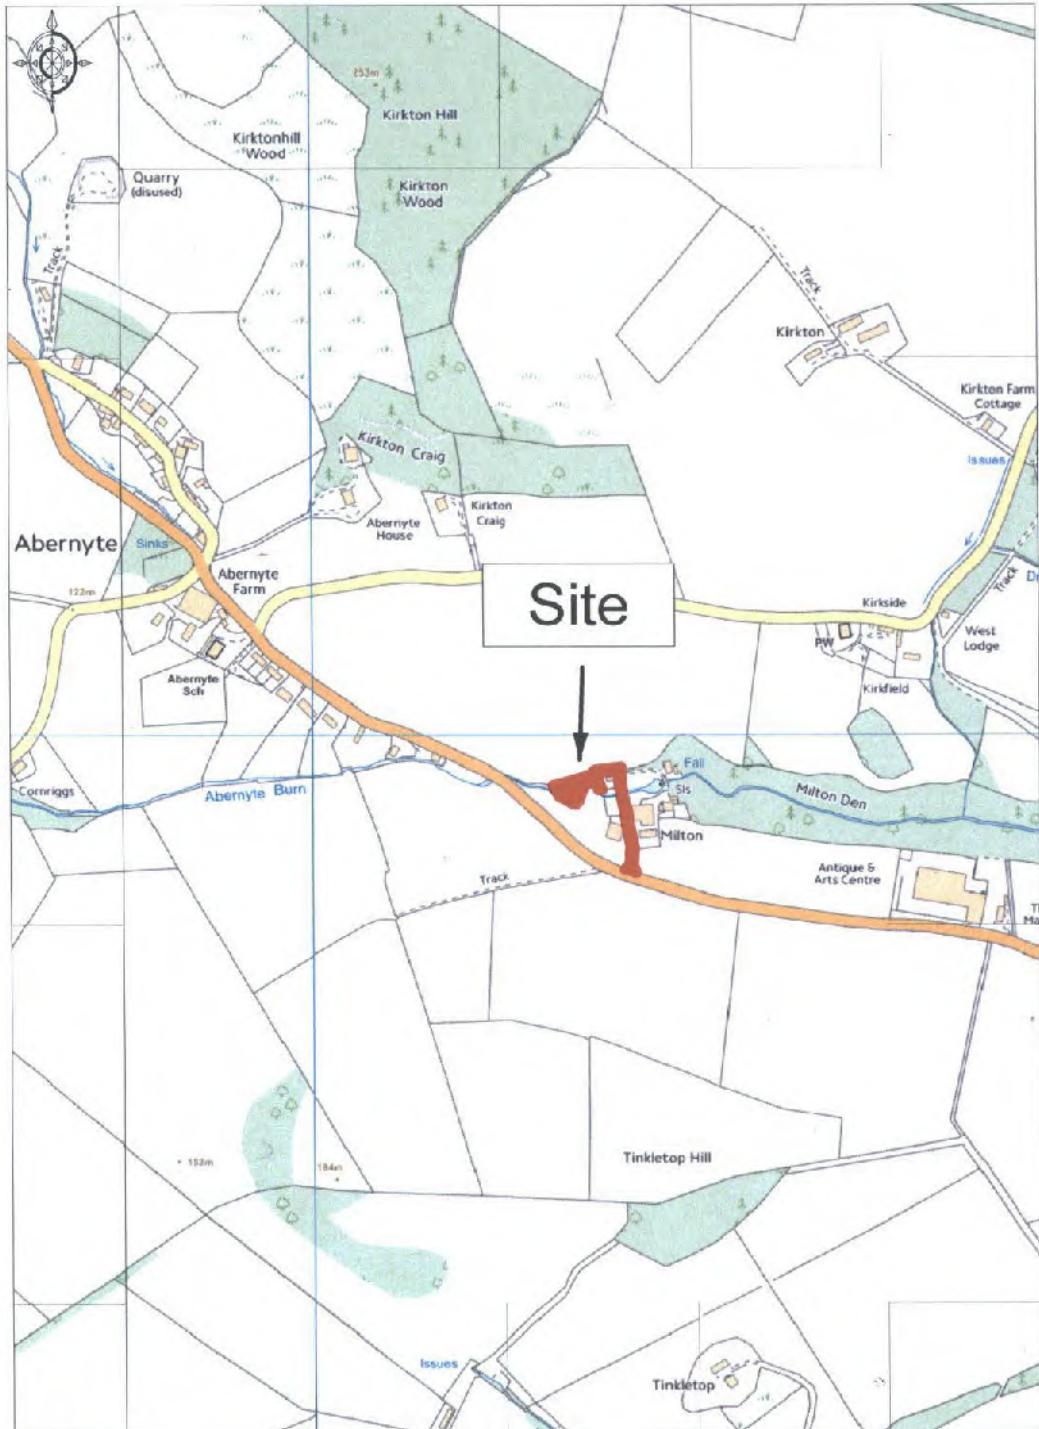 253m
Kirkton Hill
Kirktonhill
Wood
Quarry
(disused)
Kirkton
Wood
Track
Track
Kirkton
Kirkton Farm
Cottage
Kirkton Craig
Issues
Kirkton
Craig
Abernyte
House
Abernyte
Sinks
Abernyte
Farm
Track
122m
Site
Kirkside
West
Lodge
PW
Abernyte
Sch
Kirkfield
Cornriggs
Abernyte Burn
Fall
Sls
Milton Den
Milton
Antique &
Arts Centre
Track
Tinkletop Hill
153m
184m
Issues
Tinkletop